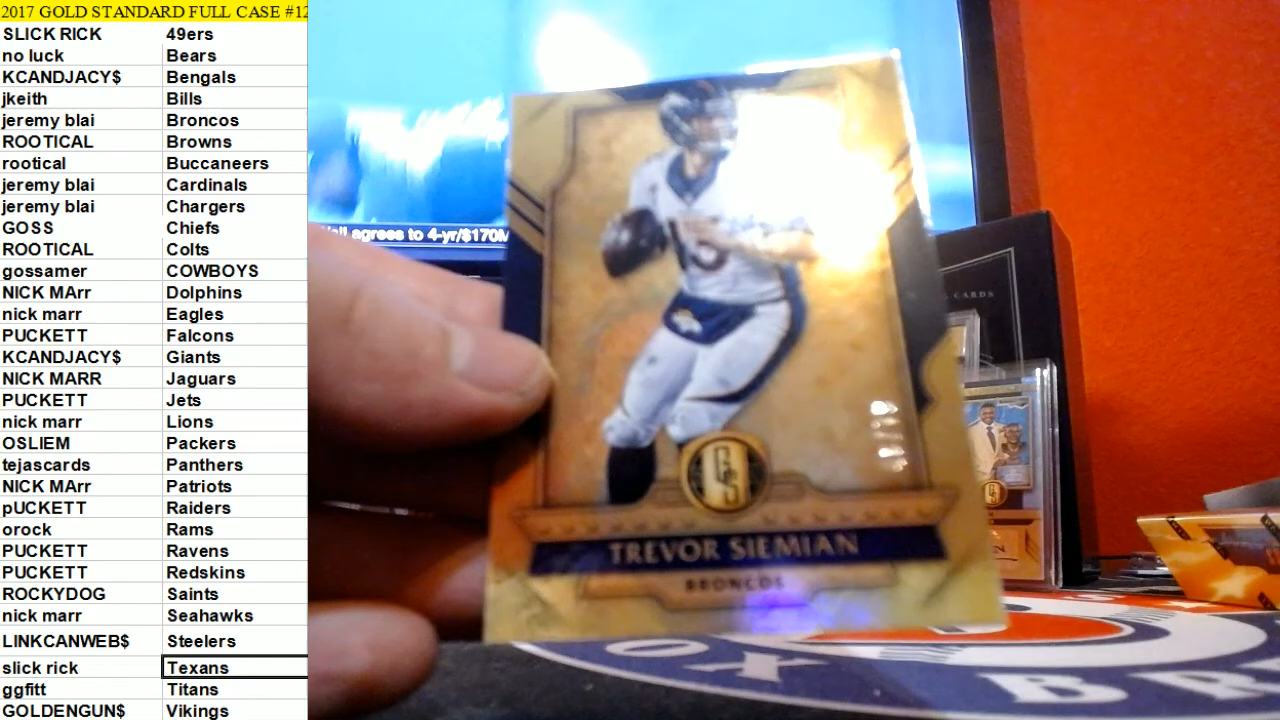 2017 GOLD STANDARD FULL CASE #12
SLICK RICK 49ers
no luck Bears
KCANDJACY$ Bengals
jkeith Bills
jeremy blai Broncos
ROOTICAL Browns
rootical Buccaneers
jeremy blai Cardinals
jeremy blai Chargers
GOSS Chiefs
ROOTICAL Colts
gossamer COWBOYS
NICK MArr Dolphins
nick marr Eagles
PUCKETT Falcons
KCANDJACY$ Giants
NICK MARR Jaguars
PUCKETT Jets
nick marr Lions
OSLIEM Packers
tejascards Panthers
NICK MArr Patriots
pUCKETT Raiders
orock Rams
PUCKETT Ravens
PUCKETT Redskins
ROCKYDOG Saints
nick marr Seahawks
LINKCANWEB$ Steelers
slick rick Texans
ggfitt Titans
GOLDENGUN$ Vikings
agrees to 4-yr/$170M
13
GS
TREVOR SIEMIAN
BRONCOS
CARDS
OX
BR